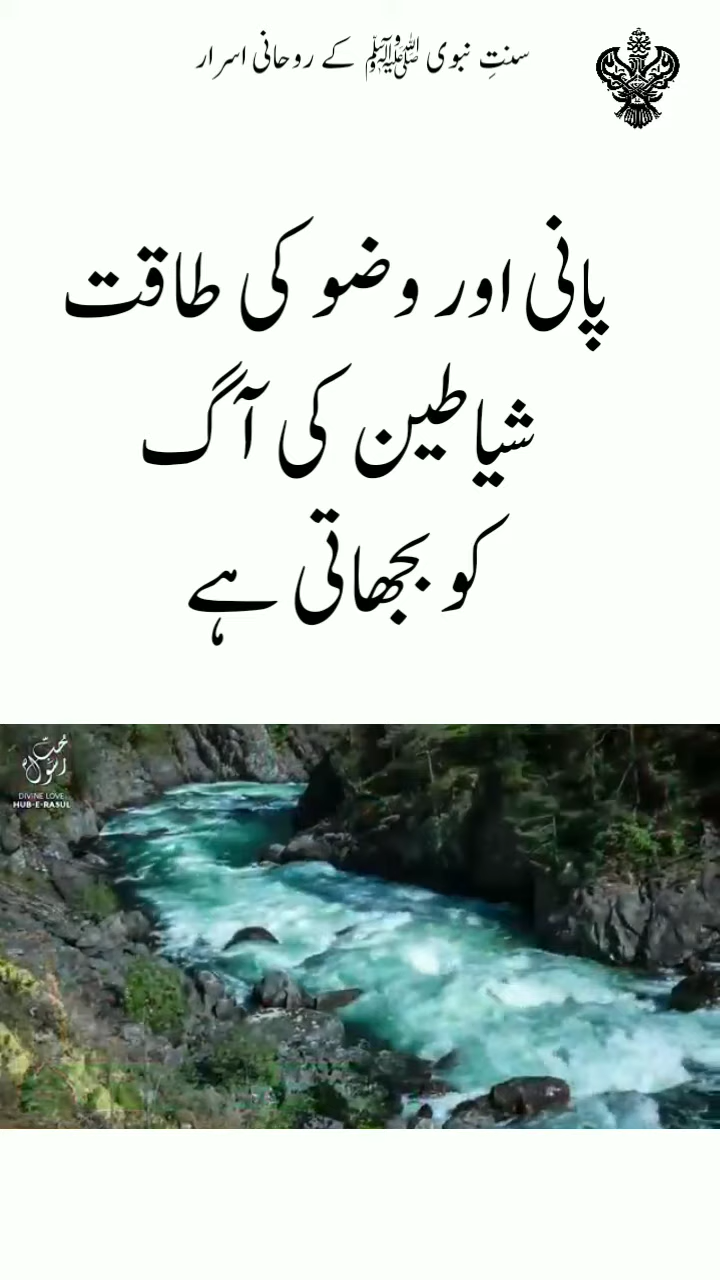 سنتِ نبوی ﷺ کے روحانی اسرار
پانی اور وضو کی طاقت
شیاطین کی آگ
کو بجھاتی ہے
حُبِّ
رسول
DIVINE LOVE
HUB-E-RASUL